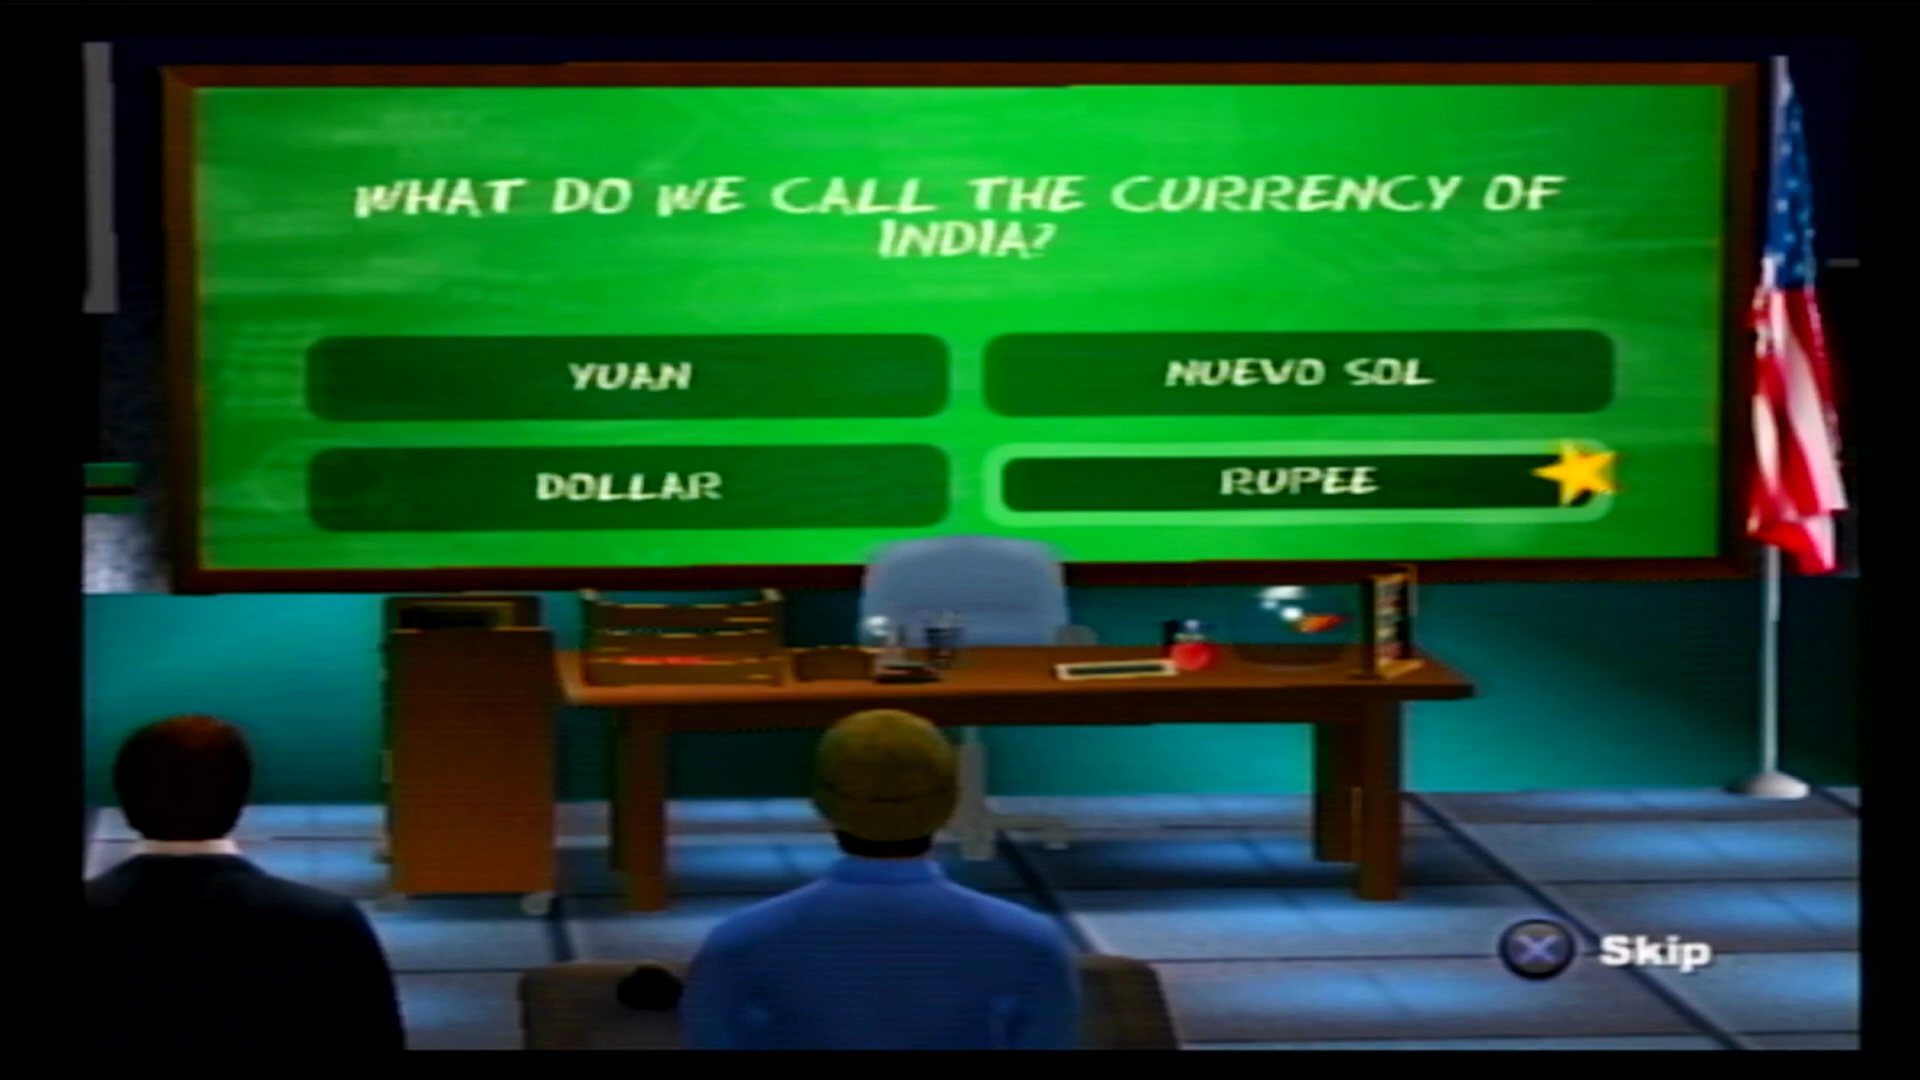 WHAT DO WE CALL THE CURRENCY OF
INDIA?
YUAN
NUEVO SOL
DOLLAR
RUPEE
Skip